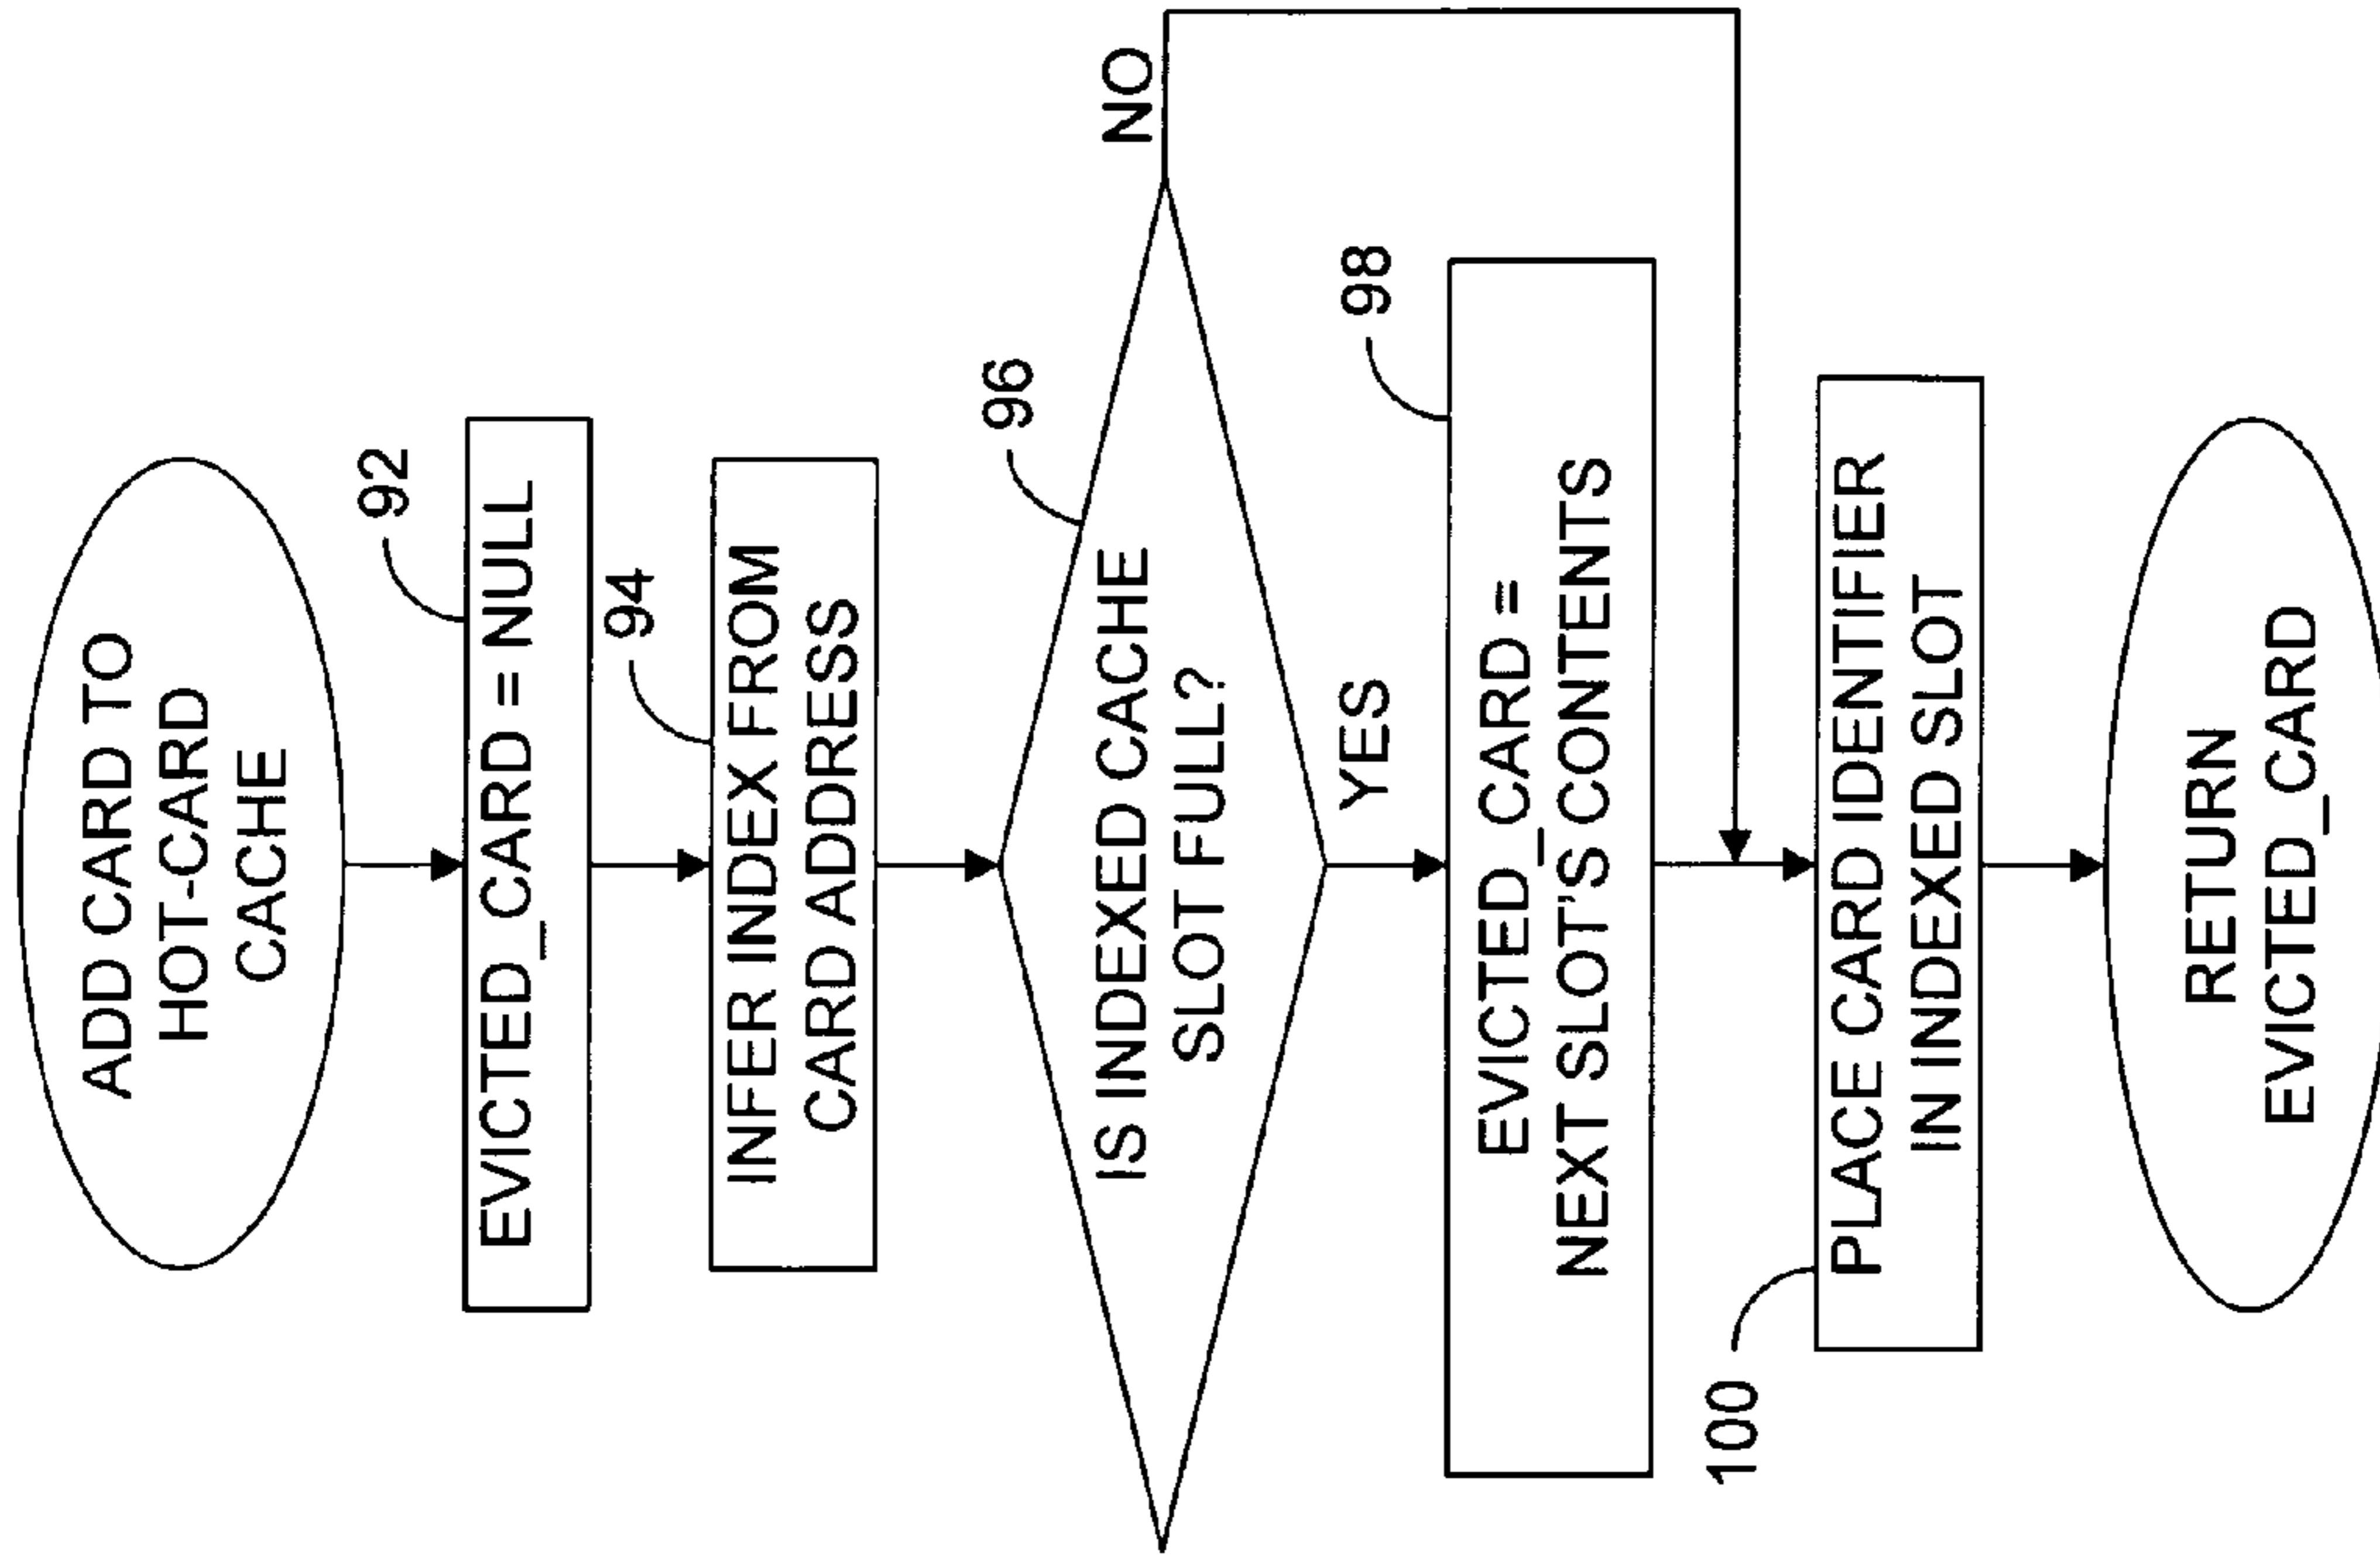 ADD CARD TO
HOT-CARD
CACHE
92
EVICTED_CARD = NULL
94
INFER INDEX FROM
CARD ADDRESS
96
IS INDEXED CACHE
SLOT FULL?
NO
YES
98
EVICTED_CARD =
NEXT SLOT'S CONTENTS
100
PLACE CARD IDENTIFIER
IN INDEXED SLOT
RETURN
EVICTED_CARD